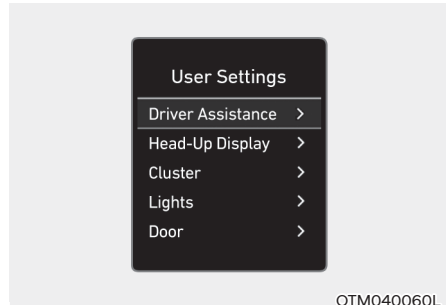 User Settings
Driver Assistance >
Head-Up Display >
Cluster >
Lights >
Door >
OTM040060L